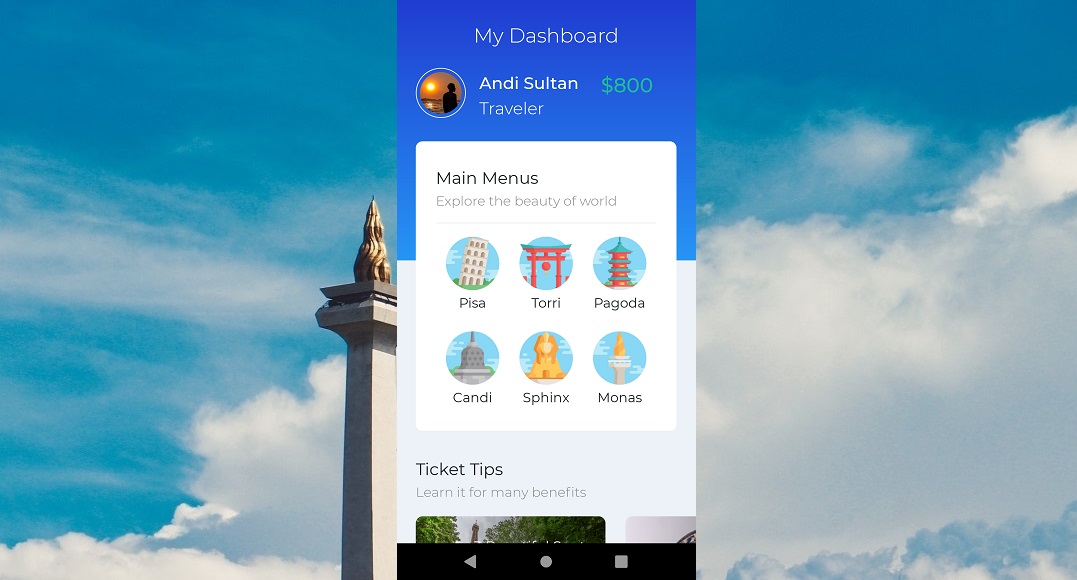 My Dashboard
Andi Sultan
$800
Traveler
Main Menus
Explore the beauty of world
Pisa
Torri
Pagoda
Candi
Sphinx
Monas
Ticket Tips
Learn it for many benefits